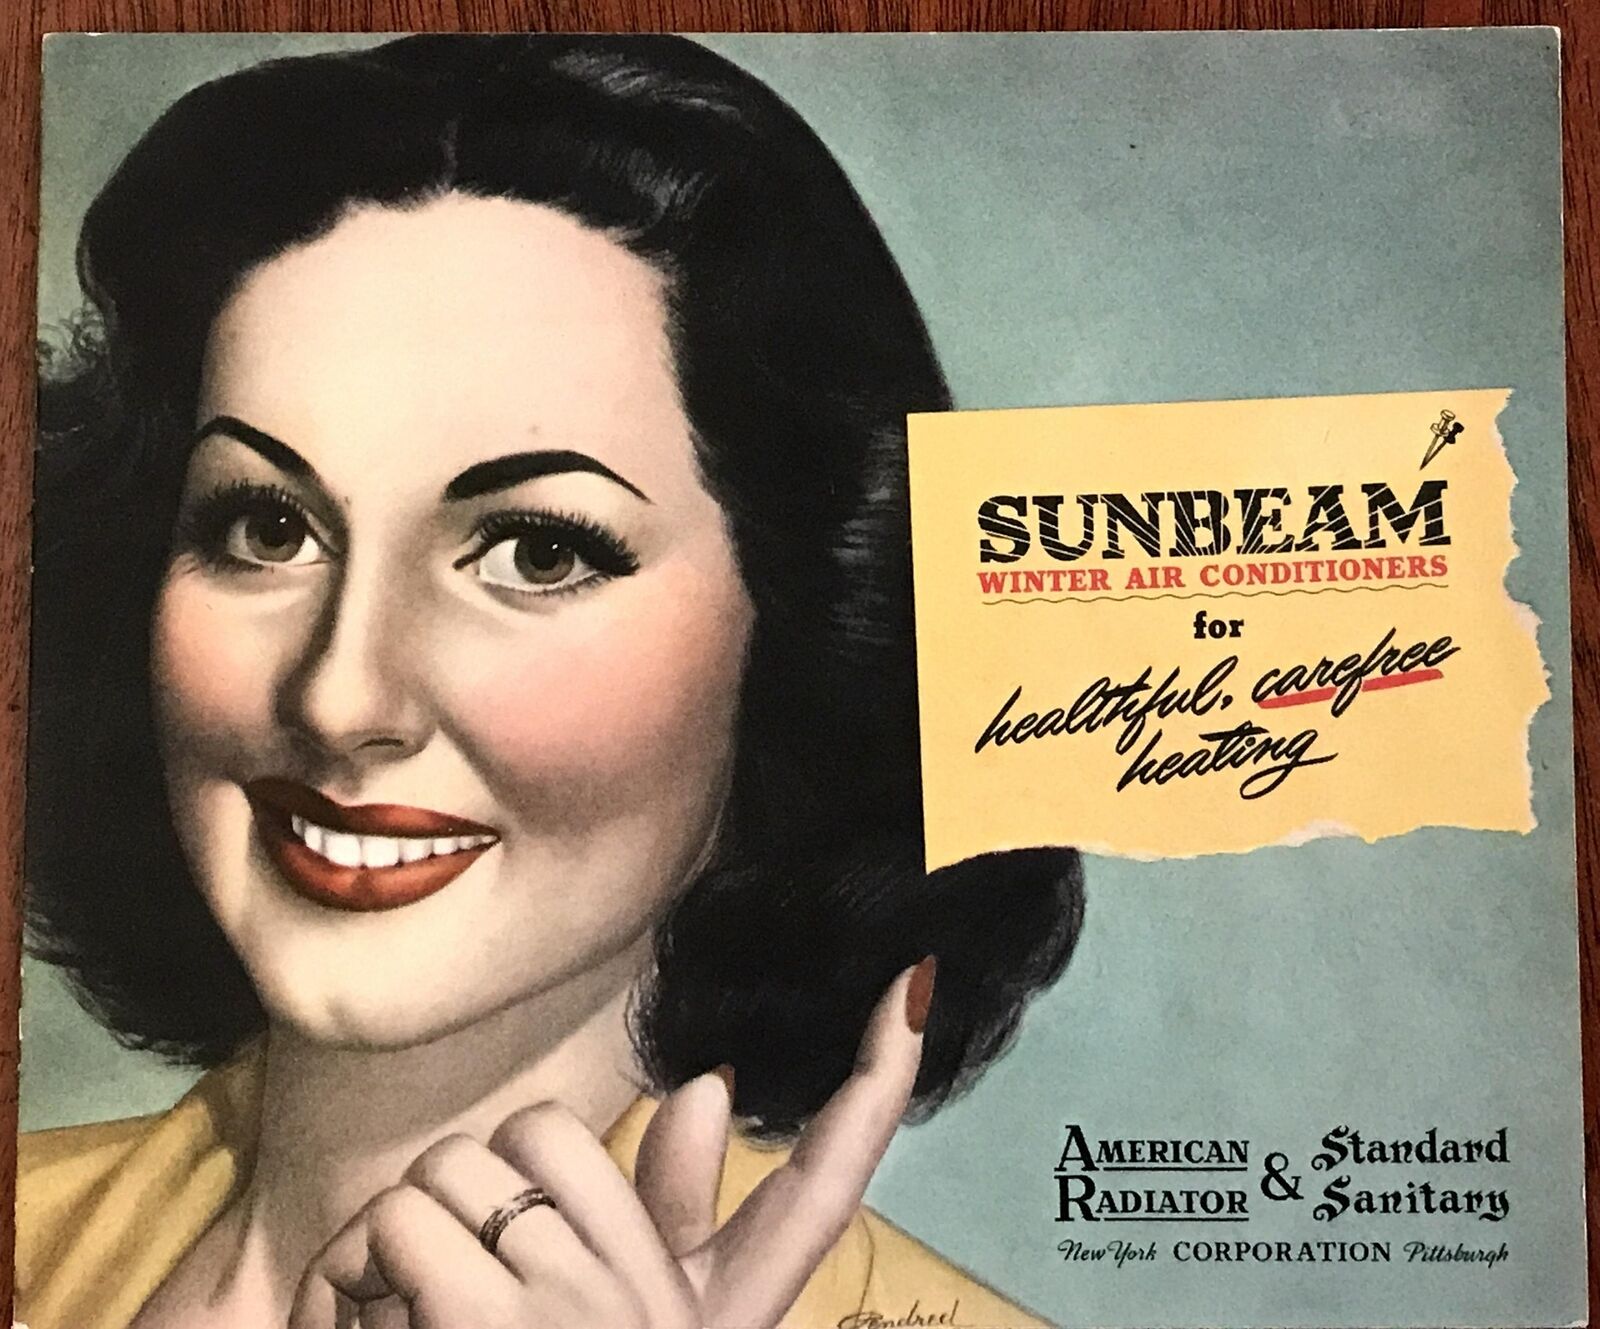 SUNBEAM
WINTER AIR CONDITIONERS
for
healthful, carefree
heating
AMERICAN & Standard
RADIATOR Sanitary
New York CORPORATION Pittsburgh